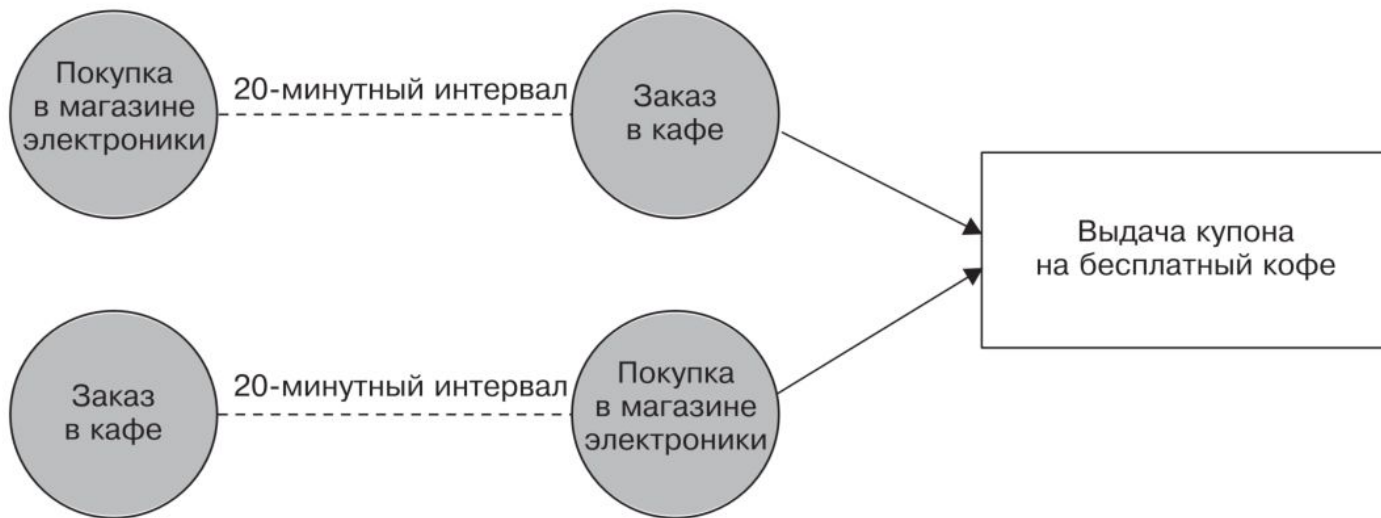 Покупка
в магазине
электроники
20-минутный интервал
Заказ
в кафе
Выдача купона
на бесплатный кофе
Заказ
в кафе
20-минутный интервал
Покупка
в магазине
электроники